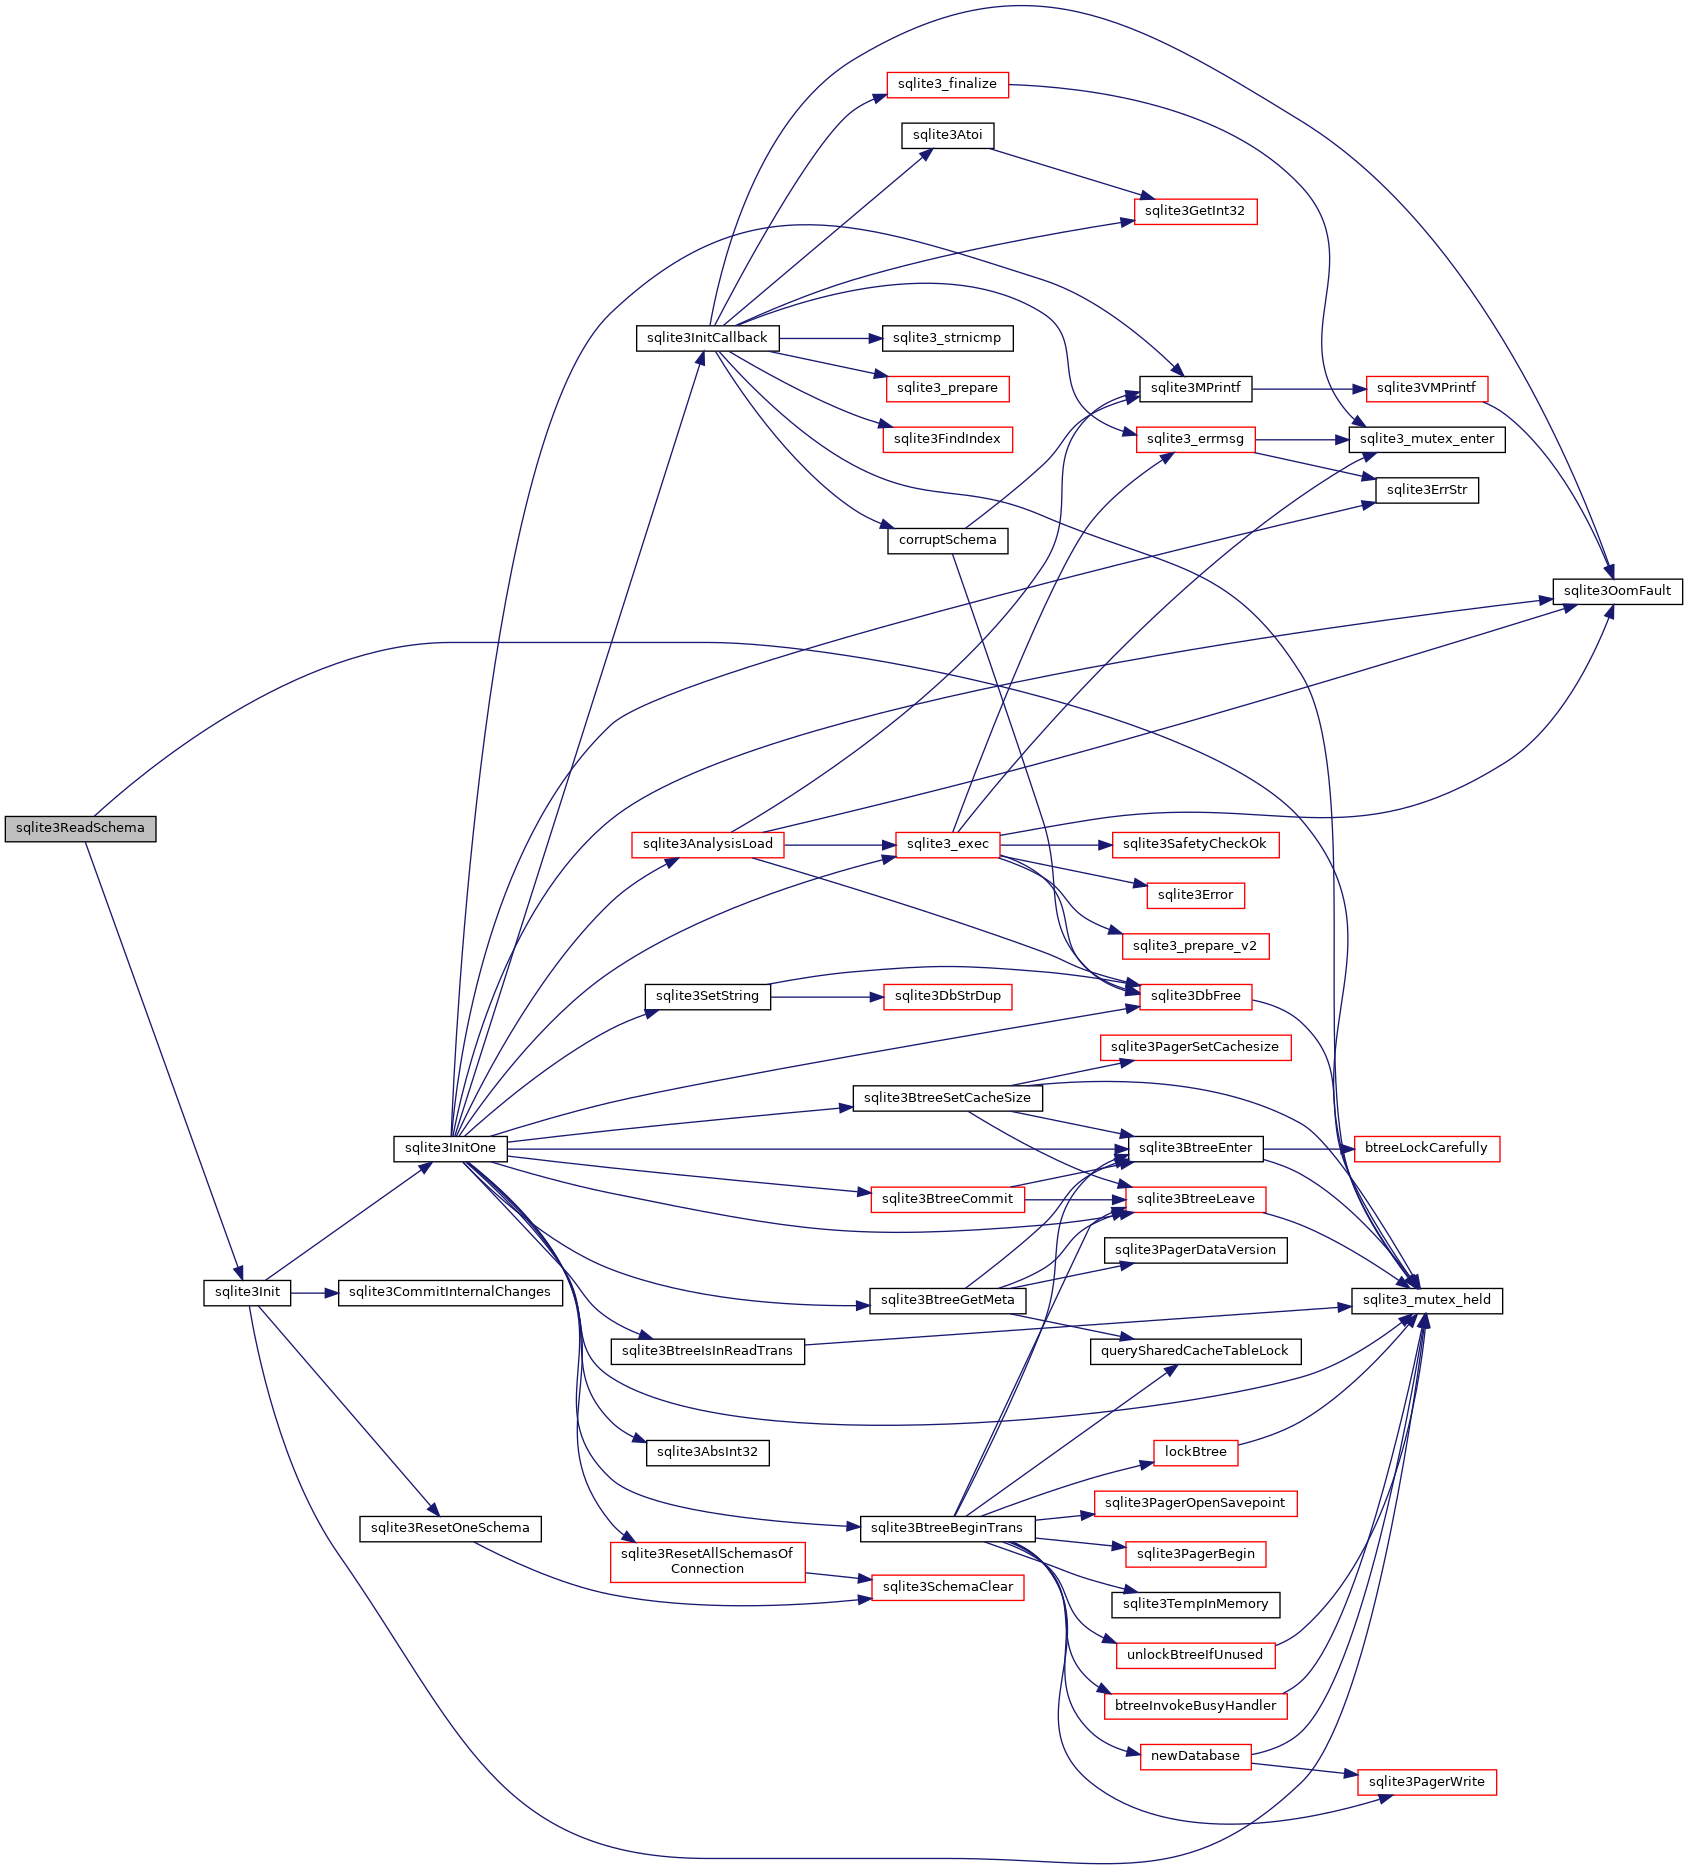 sqlite3_finalize
sqlite3Atoi
sqlite3GetInt32
sqlite3InitCallback
sqlite3_strnicmp
sqlite3_prepare
sqlite3MPrintf
sqlite3VMPrintf
sqlite3FindIndex
sqlite3_errmsg
sqlite3_mutex_enter
sqlite3ErrStr
corruptSchema
sqlite3OomFault
sqlite3ReadSchema
sqlite3AnalysisLoad
sqlite3_exec
sqlite3SafetyCheckOk
sqlite3Error
sqlite3_prepare_v2
sqlite3SetString
sqlite3DbStrDup
sqlite3DbFree
sqlite3PagerSetCachesize
sqlite3BtreeSetCacheSize
sqlite3InitOne
sqlite3BtreeEnter
btreeLockCarefully
sqlite3BtreeCommit
sqlite3BtreeLeave
sqlite3PagerDataVersion
sqlite3Init
sqlite3CommitInternalChanges
sqlite3BtreeGetMeta
sqlite3_mutex_held
sqlite3BtreeIsInReadTrans
querySharedCacheTableLock
sqlite3AbsInt32
lockBtree
sqlite3PagerOpenSavepoint
sqlite3ResetOneSchema
sqlite3BtreeBeginTrans
sqlite3PagerBegin
sqlite3ResetAllSchemasOf
Connection
sqlite3SchemaClear
sqlite3TempInMemory
unlockBtreeIfUnused
btreeInvokeBusyHandler
newDatabase
sqlite3PagerWrite